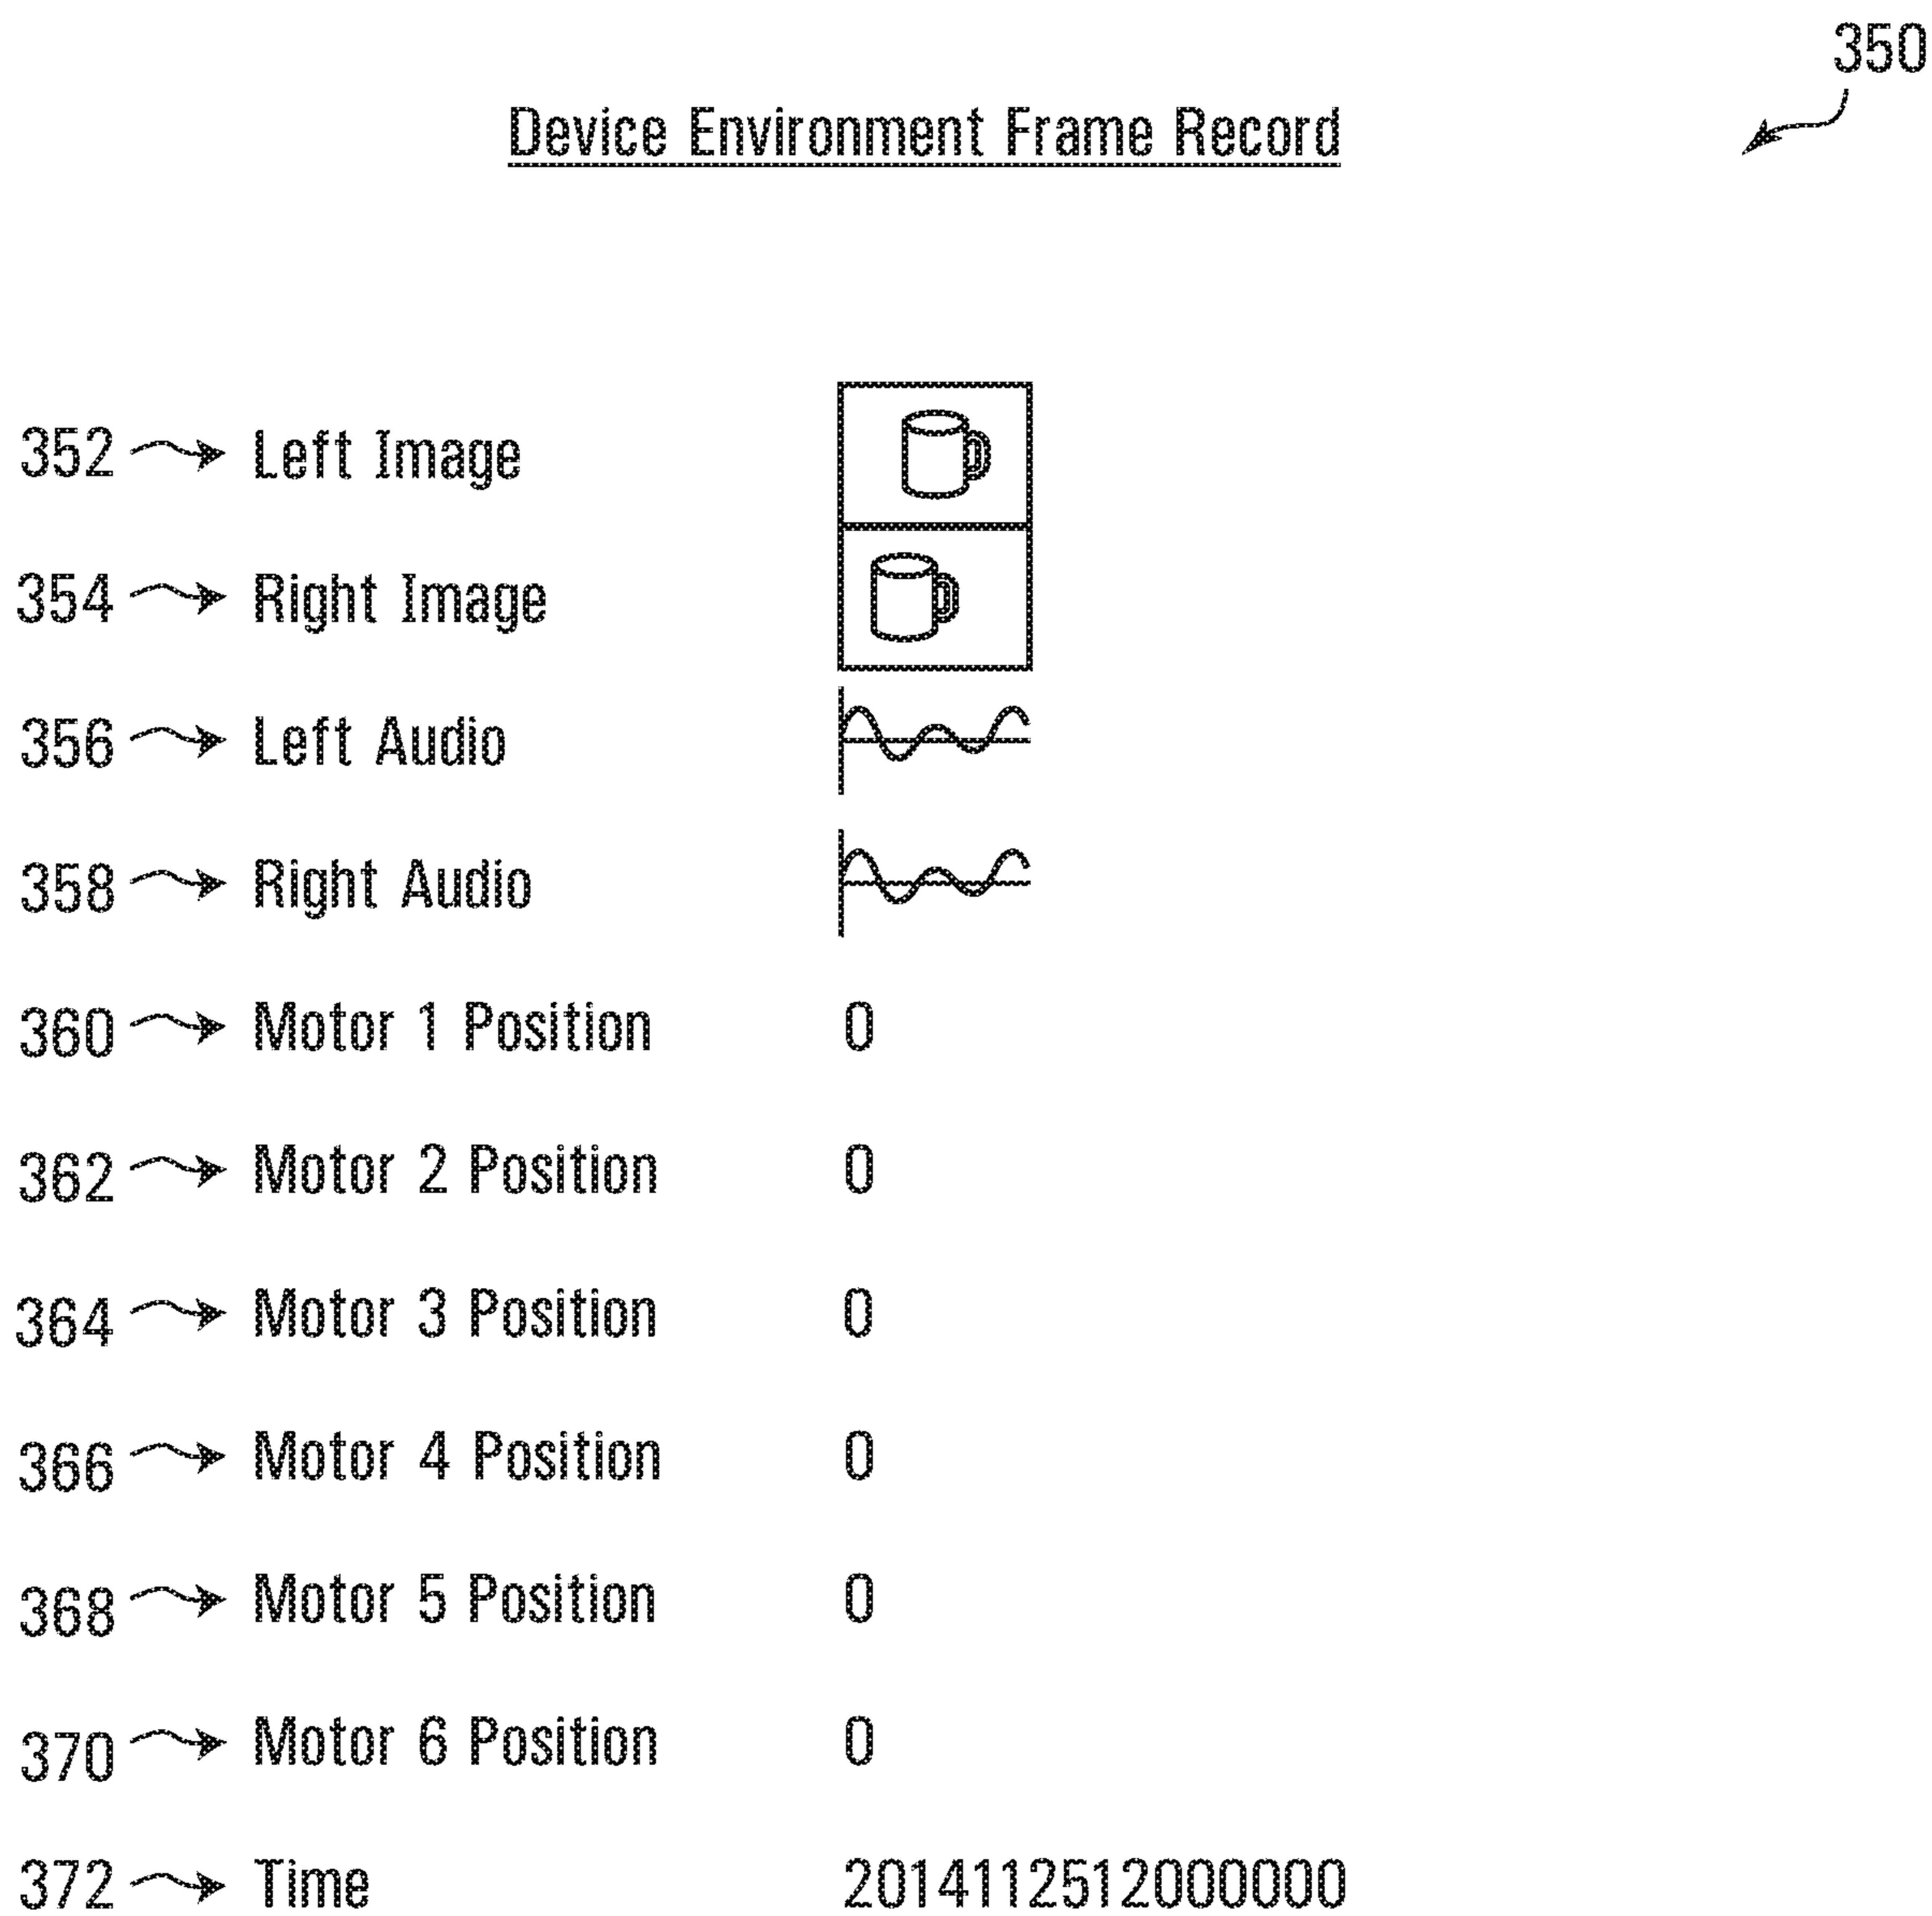 350
Device Environment Frame Record
352 Left Image
354 Right Image
356 Left Audio
358 Right Audio
360 Motor 1 Position 0
362 Motor 2 Position 0
364 Motor 3 Position 0
366 Motor 4 Position 0
368 Motor 5 Position 0
370 Motor 6 Position 0
372 Time 2014112512000000